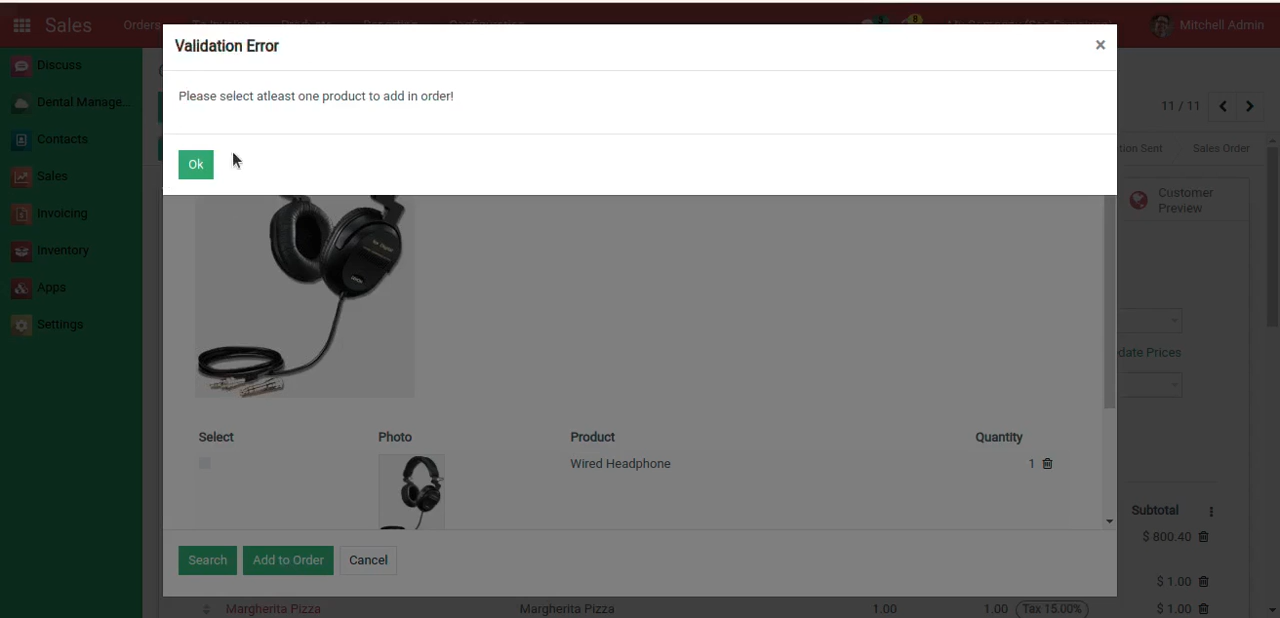 Sales
Orders
Mitchell Admin
Validation Error
×
Please select atleast one product to add in order!
Ok
Discuss
Dental Manage...
Contacts
Sales
Invoicing
Inventory
Apps
Settings
11 / 11
tion Sent
Sales Order
Customer
Preview
date Prices
Select
Photo
Product
Quantity
Wired Headphone
1
Subtotal
$ 800.40
Search
Add to Order
Cancel
$ 1.00
Margherita Pizza
Margherita Pizza
1.00
1.00
Tax 15.00%
$ 1.00